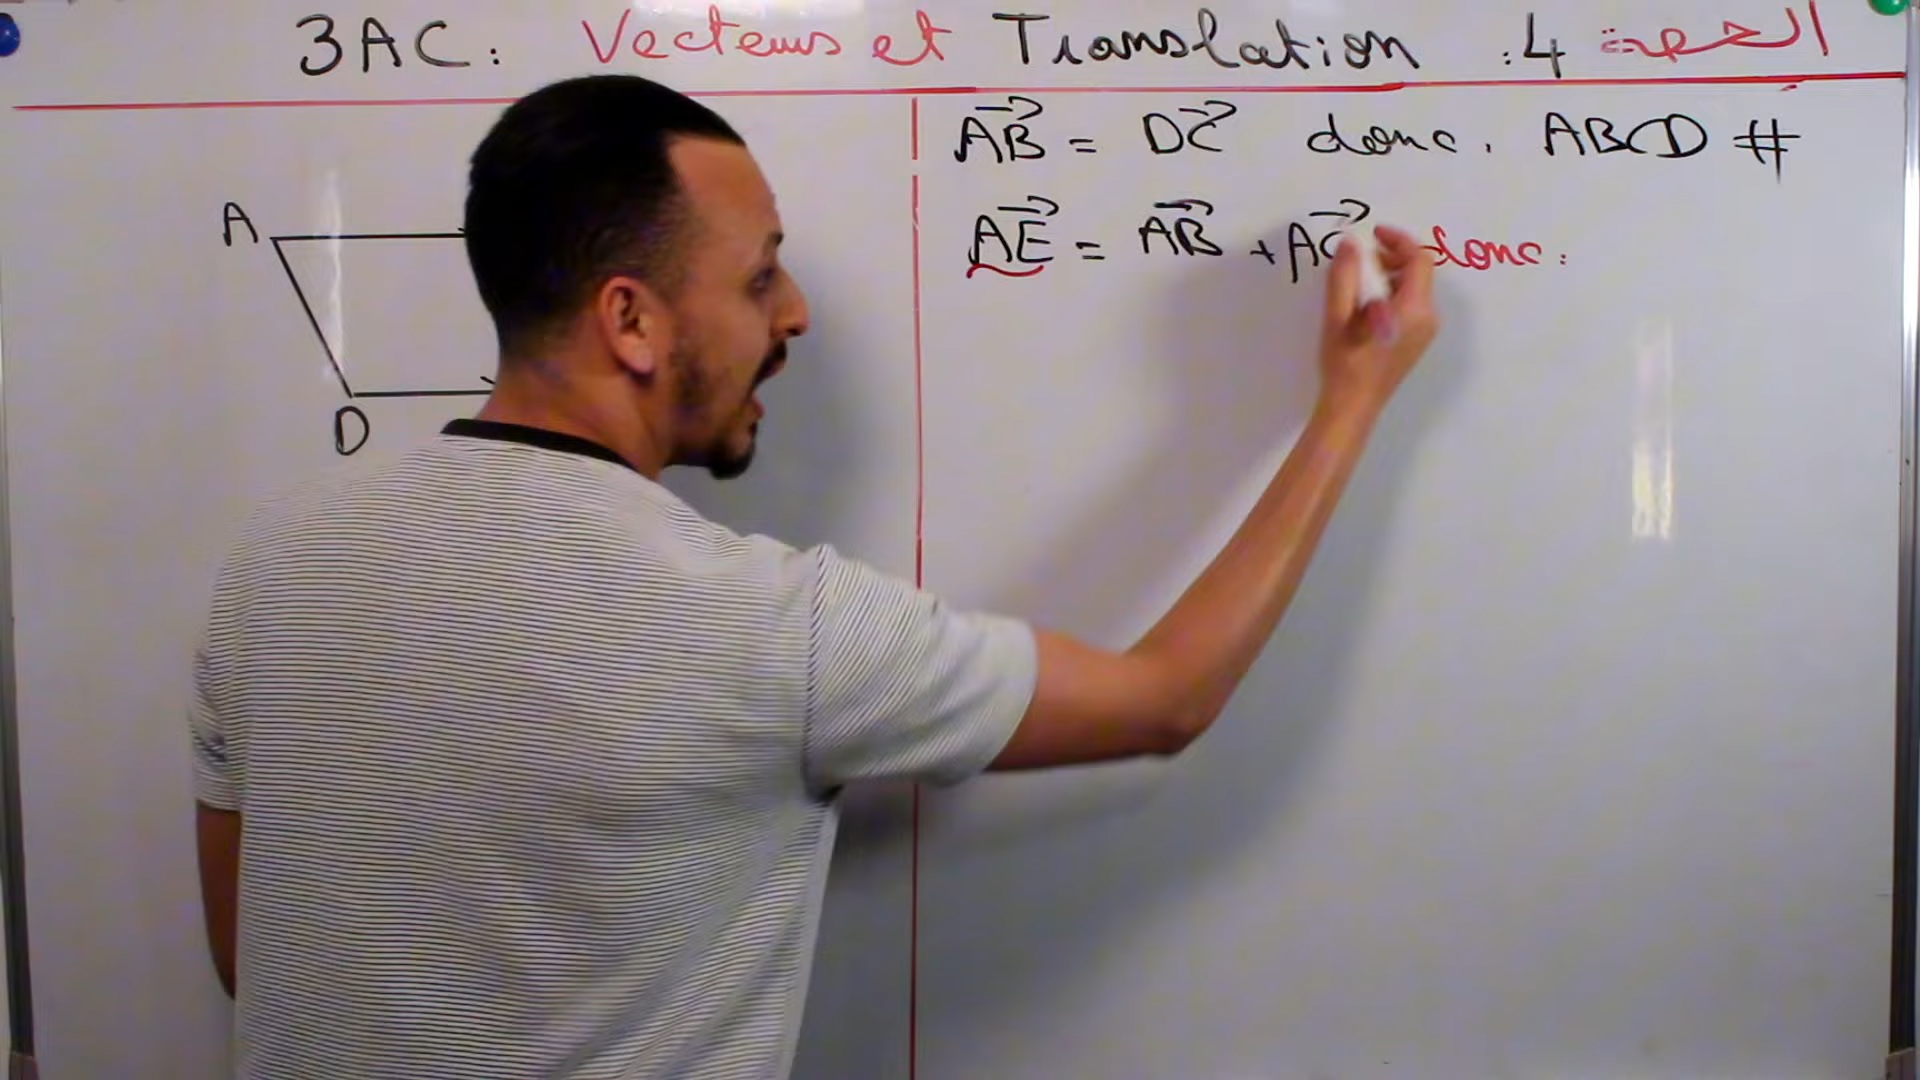 3AC: Vecteurs et Translation الحصة 4:
A
D
AB = DC donc. ABCD #
AE = AB + AC donc: